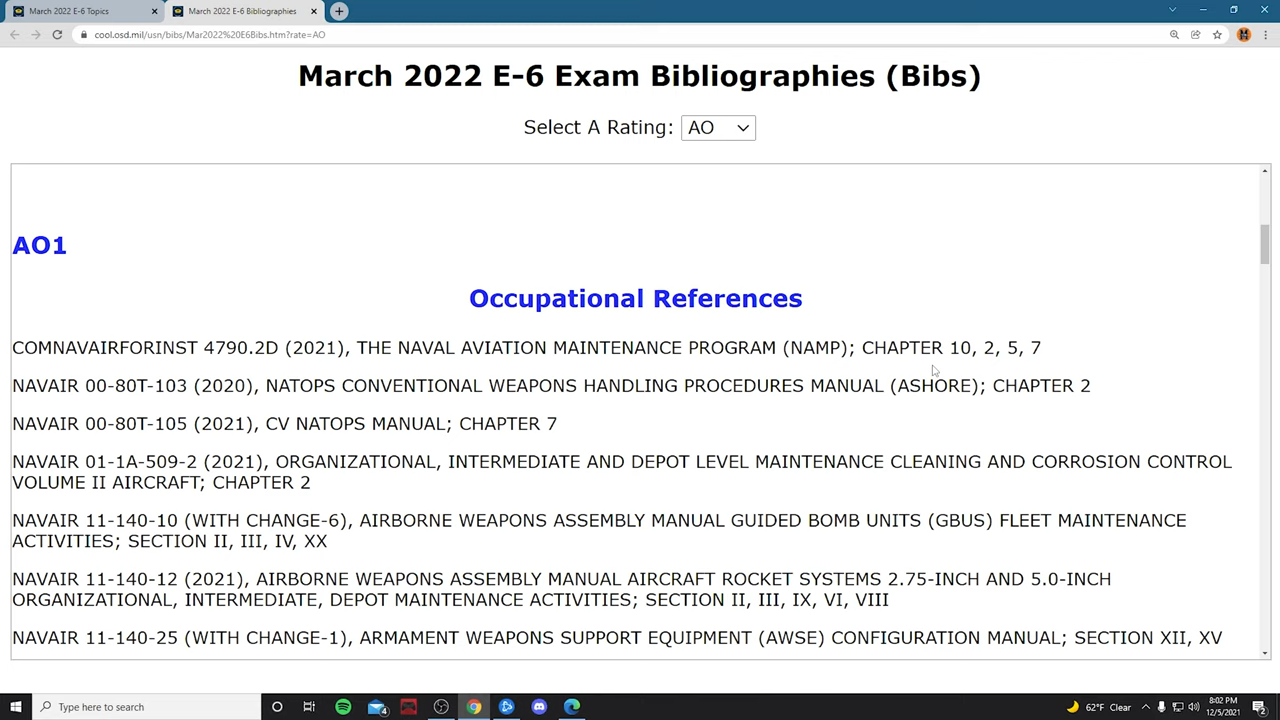 March 2022 E-6 Topics
March 2022 E-6 Bibliographies
cool.osd.mil/usn/bibs/Mar2022%20E6Bibs.htm?rate=AO
March 2022 E-6 Exam Bibliographies (Bibs)
Select A Rating: AO
AO1
Occupational References
COMNAVAIRFORINST 4790.2D (2021), THE NAVAL AVIATION MAINTENANCE PROGRAM (NAMP); CHAPTER 10, 2, 5, 7
NAVAIR 00-80T-103 (2020), NATOPS CONVENTIONAL WEAPONS HANDLING PROCEDURES MANUAL (ASHORE); CHAPTER 2
NAVAIR 00-80T-105 (2021), CV NATOPS MANUAL; CHAPTER 7
NAVAIR 01-1A-509-2 (2021), ORGANIZATIONAL, INTERMEDIATE AND DEPOT LEVEL MAINTENANCE CLEANING AND CORROSION CONTROL
VOLUME II AIRCRAFT; CHAPTER 2
NAVAIR 11-140-10 (WITH CHANGE-6), AIRBORNE WEAPONS ASSEMBLY MANUAL GUIDED BOMB UNITS (GBUS) FLEET MAINTENANCE
ACTIVITIES; SECTION II, III, IV, XX
NAVAIR 11-140-12 (2021), AIRBORNE WEAPONS ASSEMBLY MANUAL AIRCRAFT ROCKET SYSTEMS 2.75-INCH AND 5.0-INCH
ORGANIZATIONAL, INTERMEDIATE, DEPOT MAINTENANCE ACTIVITIES; SECTION II, III, IX, VI, VIII
NAVAIR 11-140-25 (WITH CHANGE-1), ARMAMENT WEAPONS SUPPORT EQUIPMENT (AWSE) CONFIGURATION MANUAL; SECTION XII, XV
Type here to search
4
62°F Clear
8:02 PM
12/5/2021
2